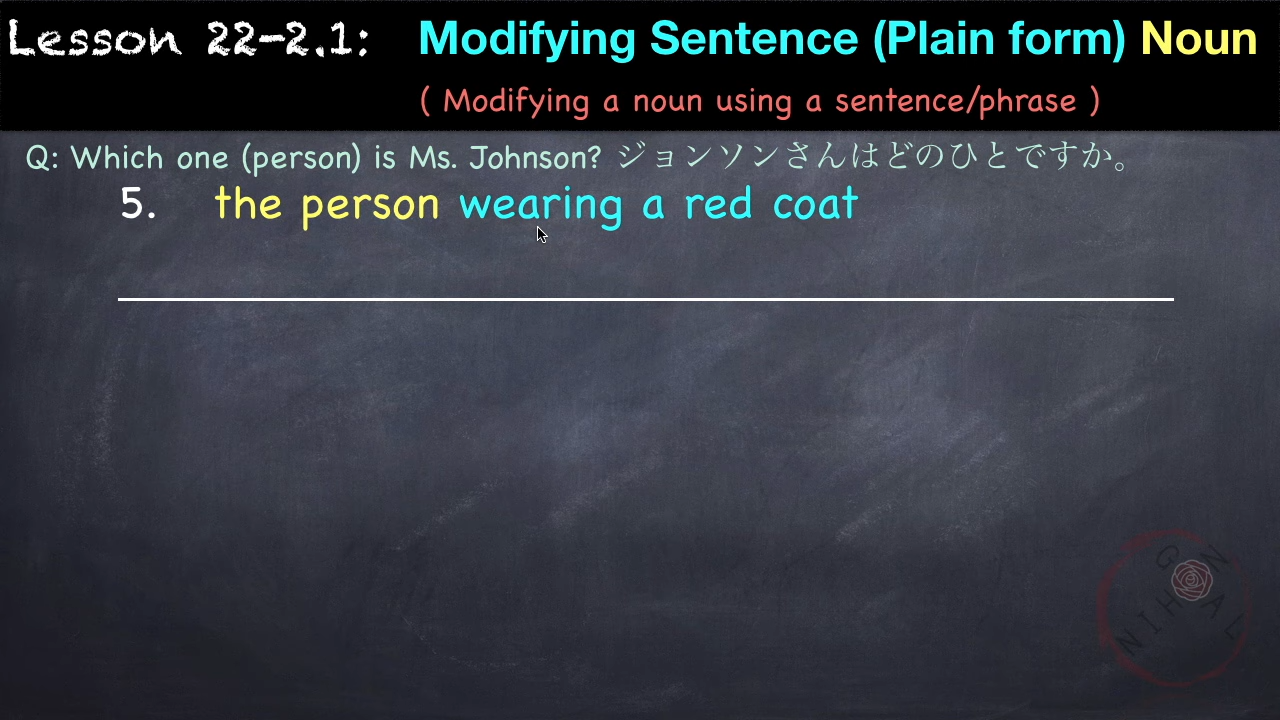 Lesson 22-2.1: Modifying Sentence (Plain form) Noun
( Modifying a noun using a sentence/phrase )
Q: Which one (person) is Ms. Johnson? ジョンソンさんはどのひとですか。
5. the person wearing a red coat
NIHONGOAL